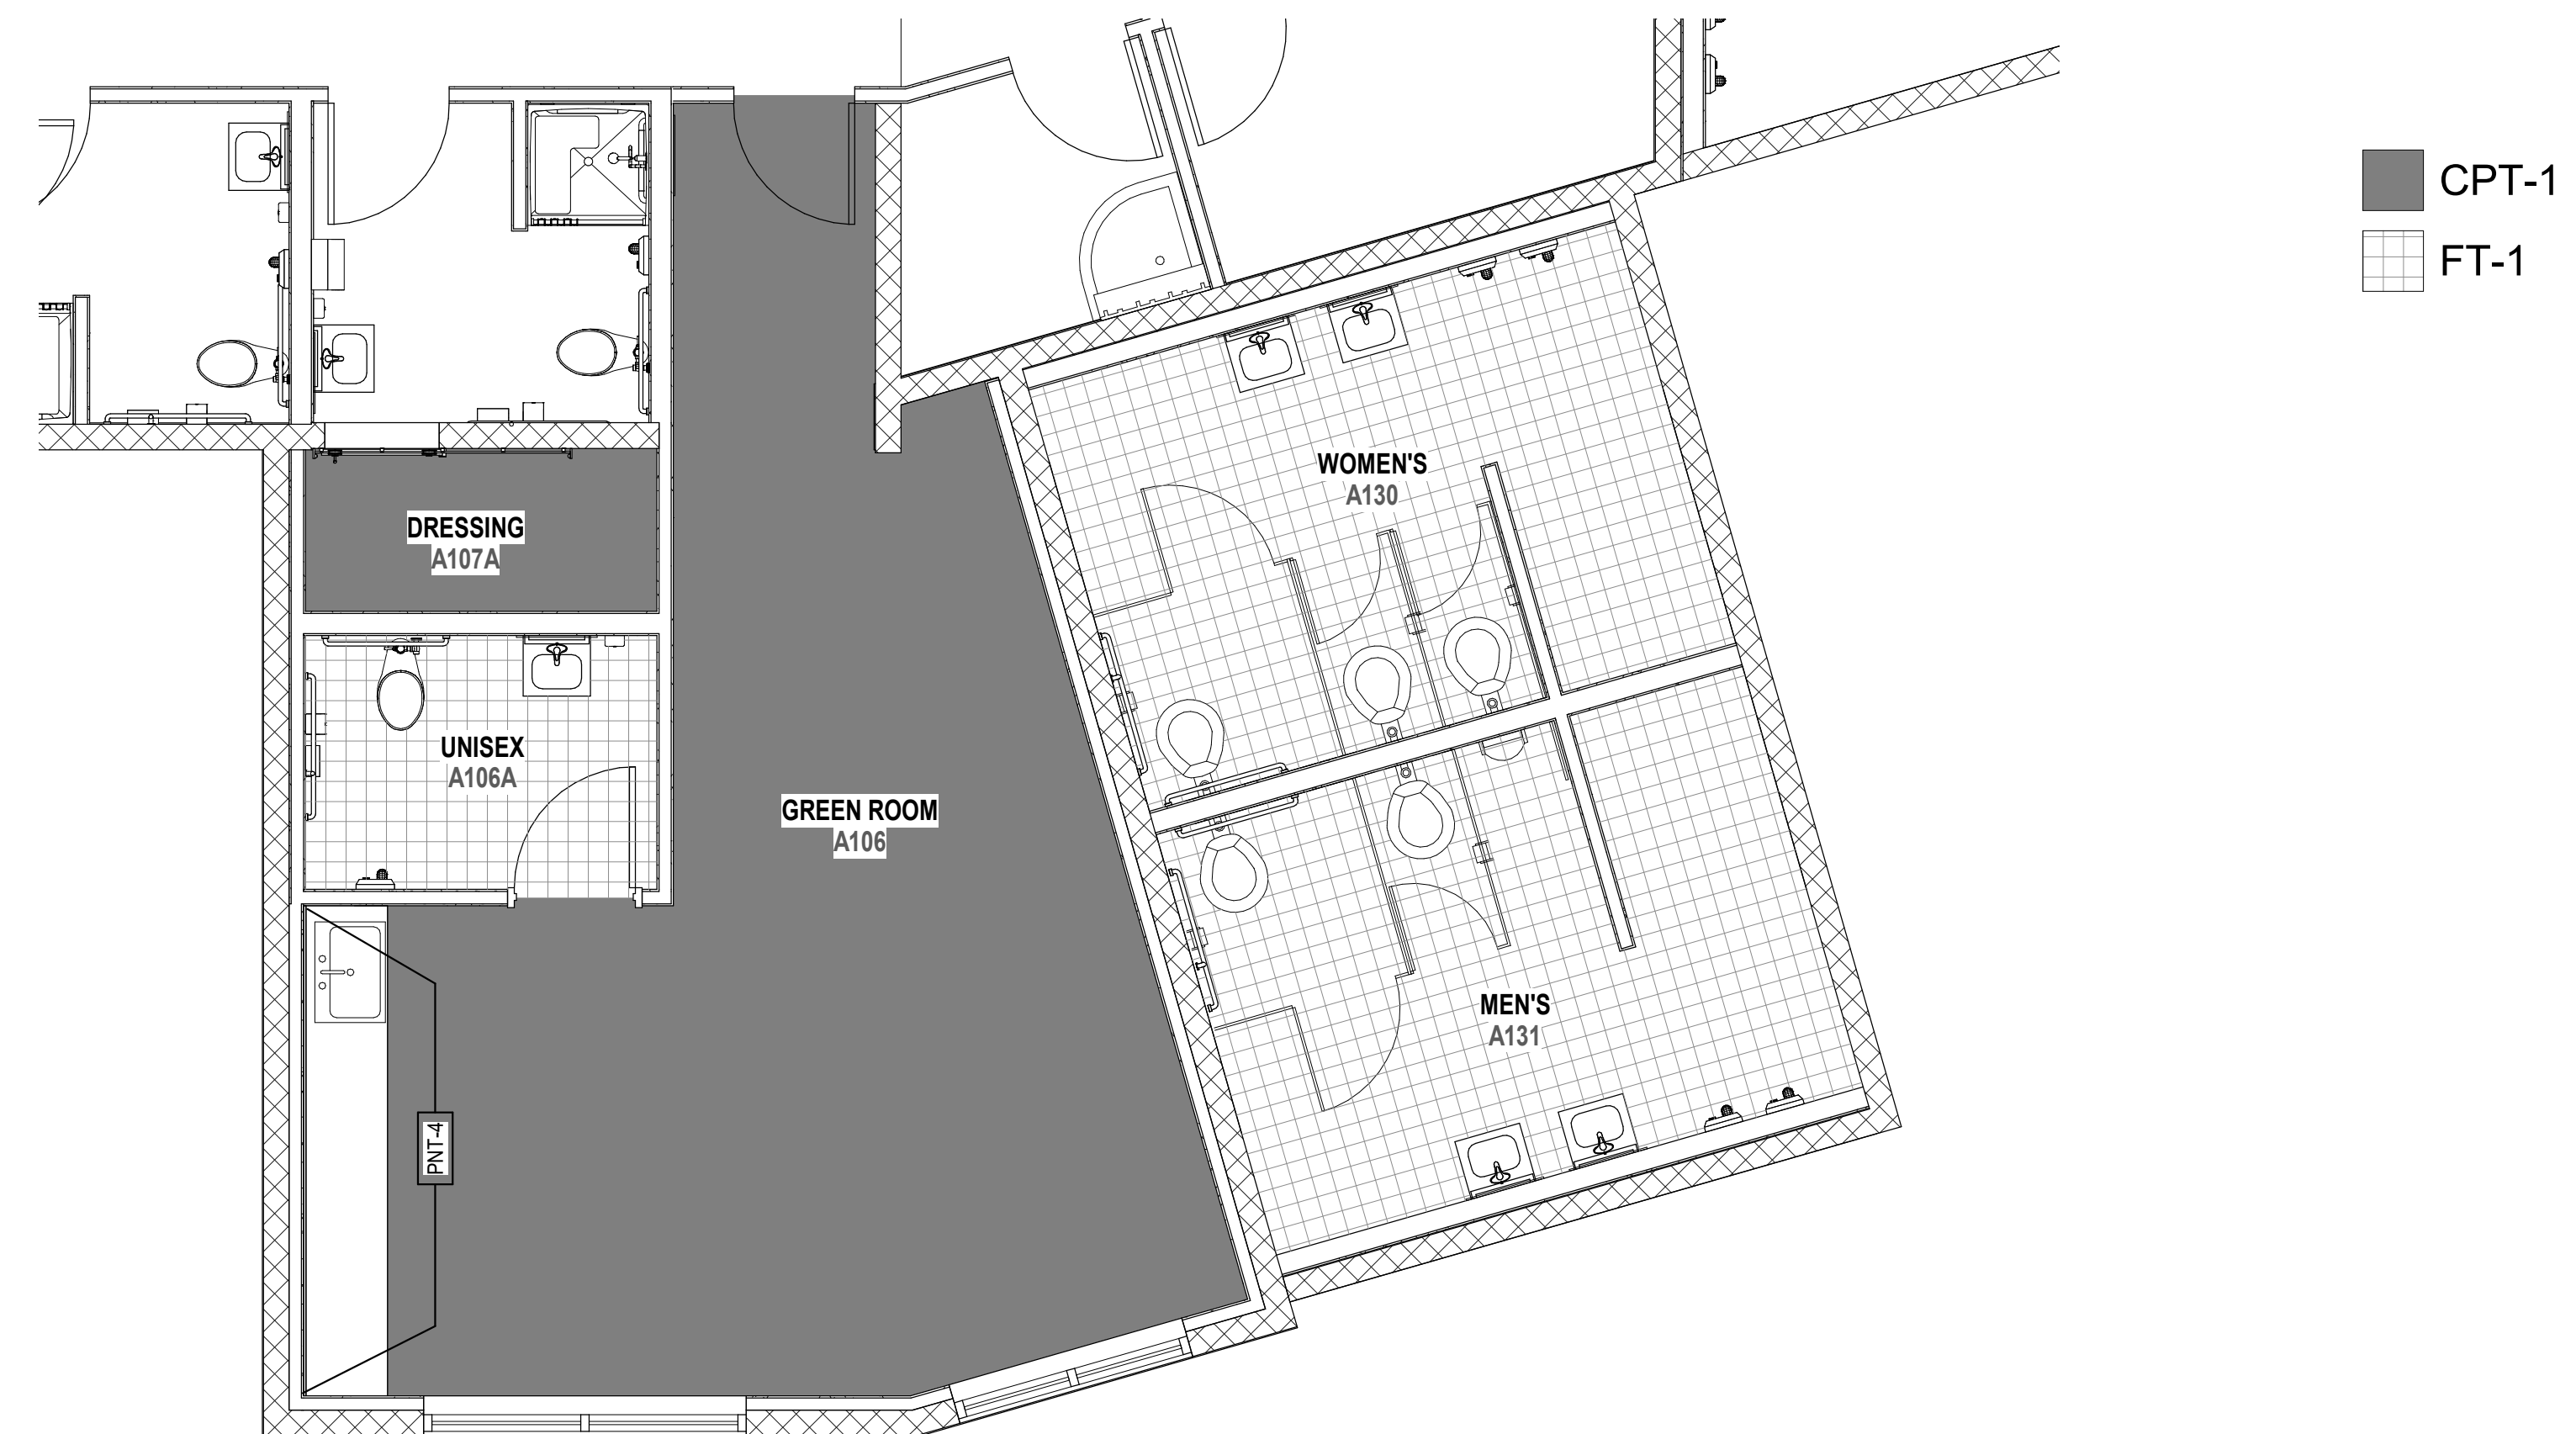 CPT-1
FT-1
WOMEN'S
A130
DRESSING
A107A
UNISEX
A106A
GREEN ROOM
A106
MEN'S
A131
PNT-4